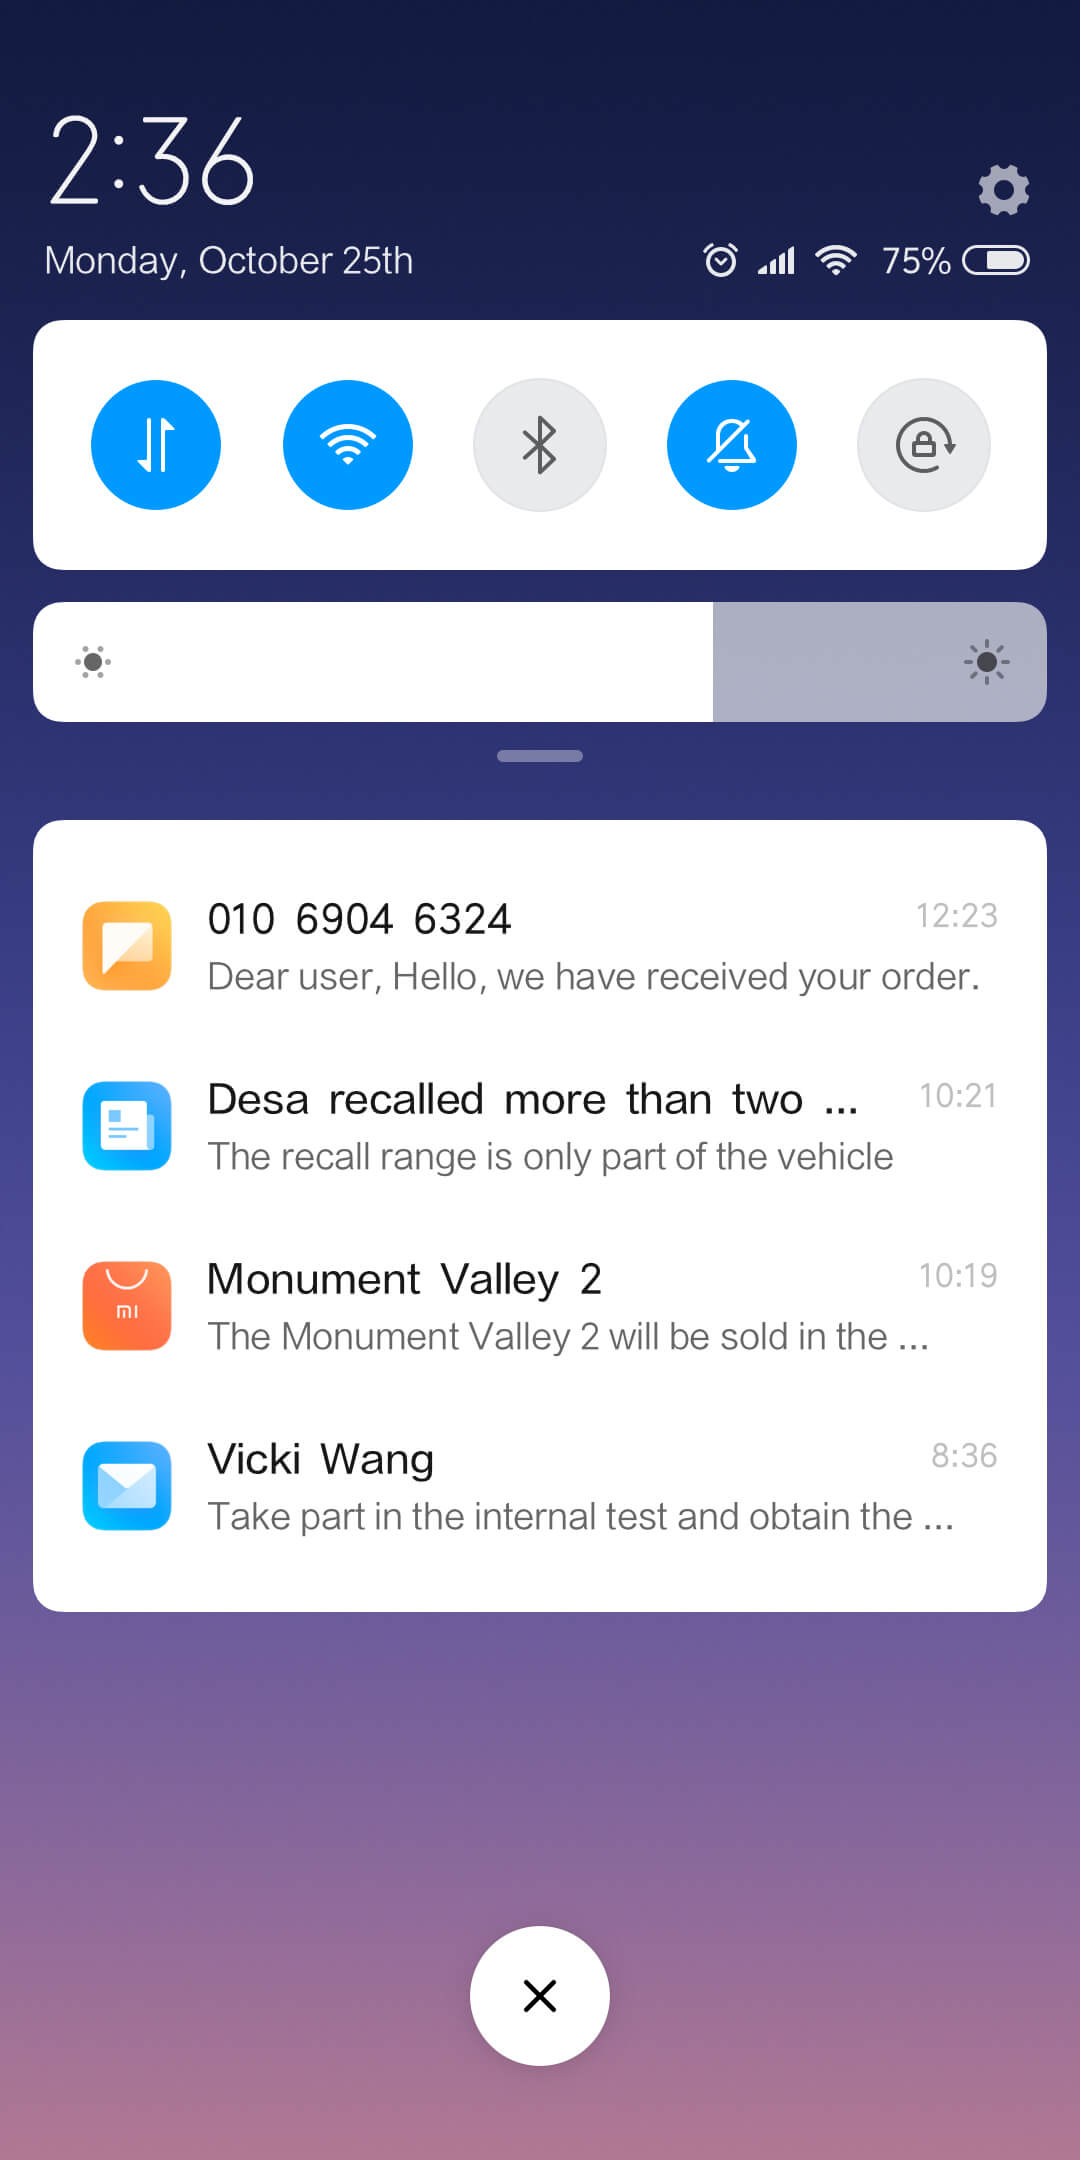 2:36
Monday, October 25th
75%
010 6904 6324
12:23
Dear user, Hello, we have received your order.
Desa recalled more than two ...
10:21
The recall range is only part of the vehicle
Monument Valley 2
10:19
The Monument Valley 2 will be sold in the ...
mi
Vicki Wang
8:36
Take part in the internal test and obtain the ...